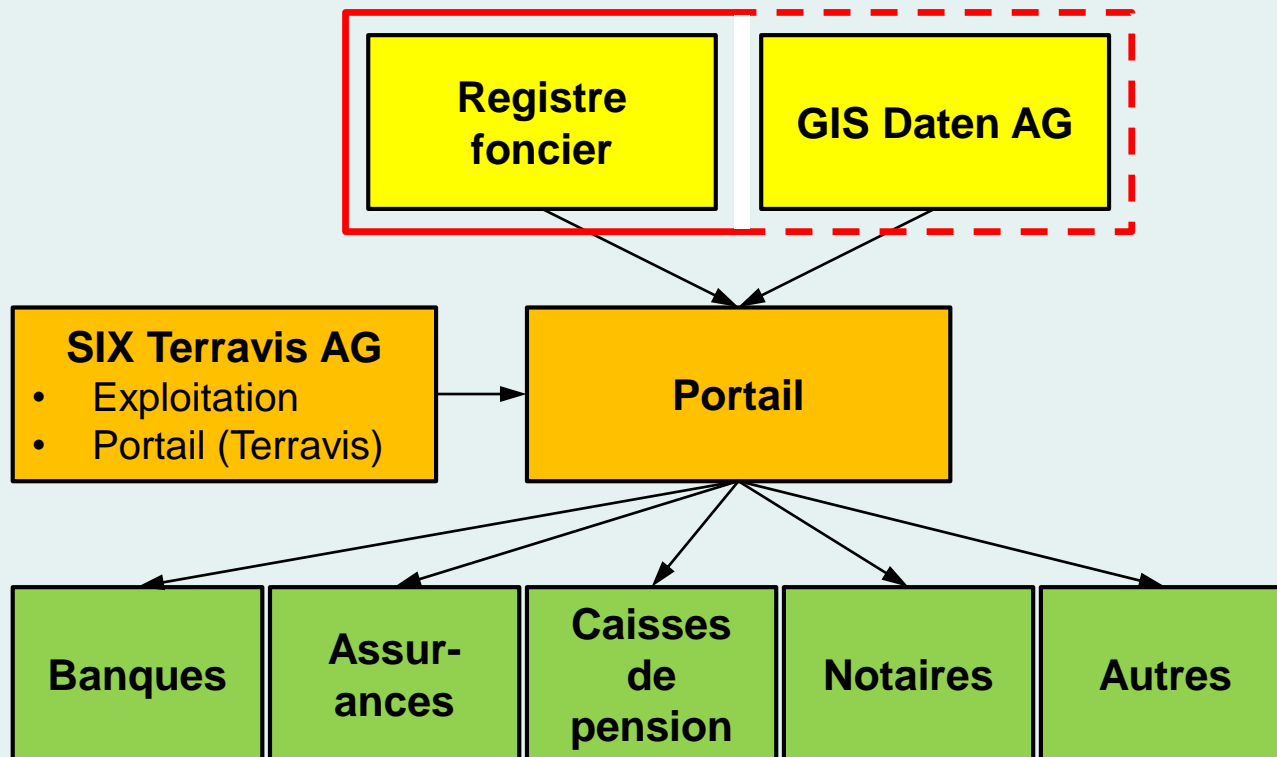 Registre
foncier
GIS Daten AG
SIX Terravis AG
• Exploitation
• Portail (Terravis)
Portail
Banques
Assur-
ances
Caisses
de
pension
Notaires
Autres